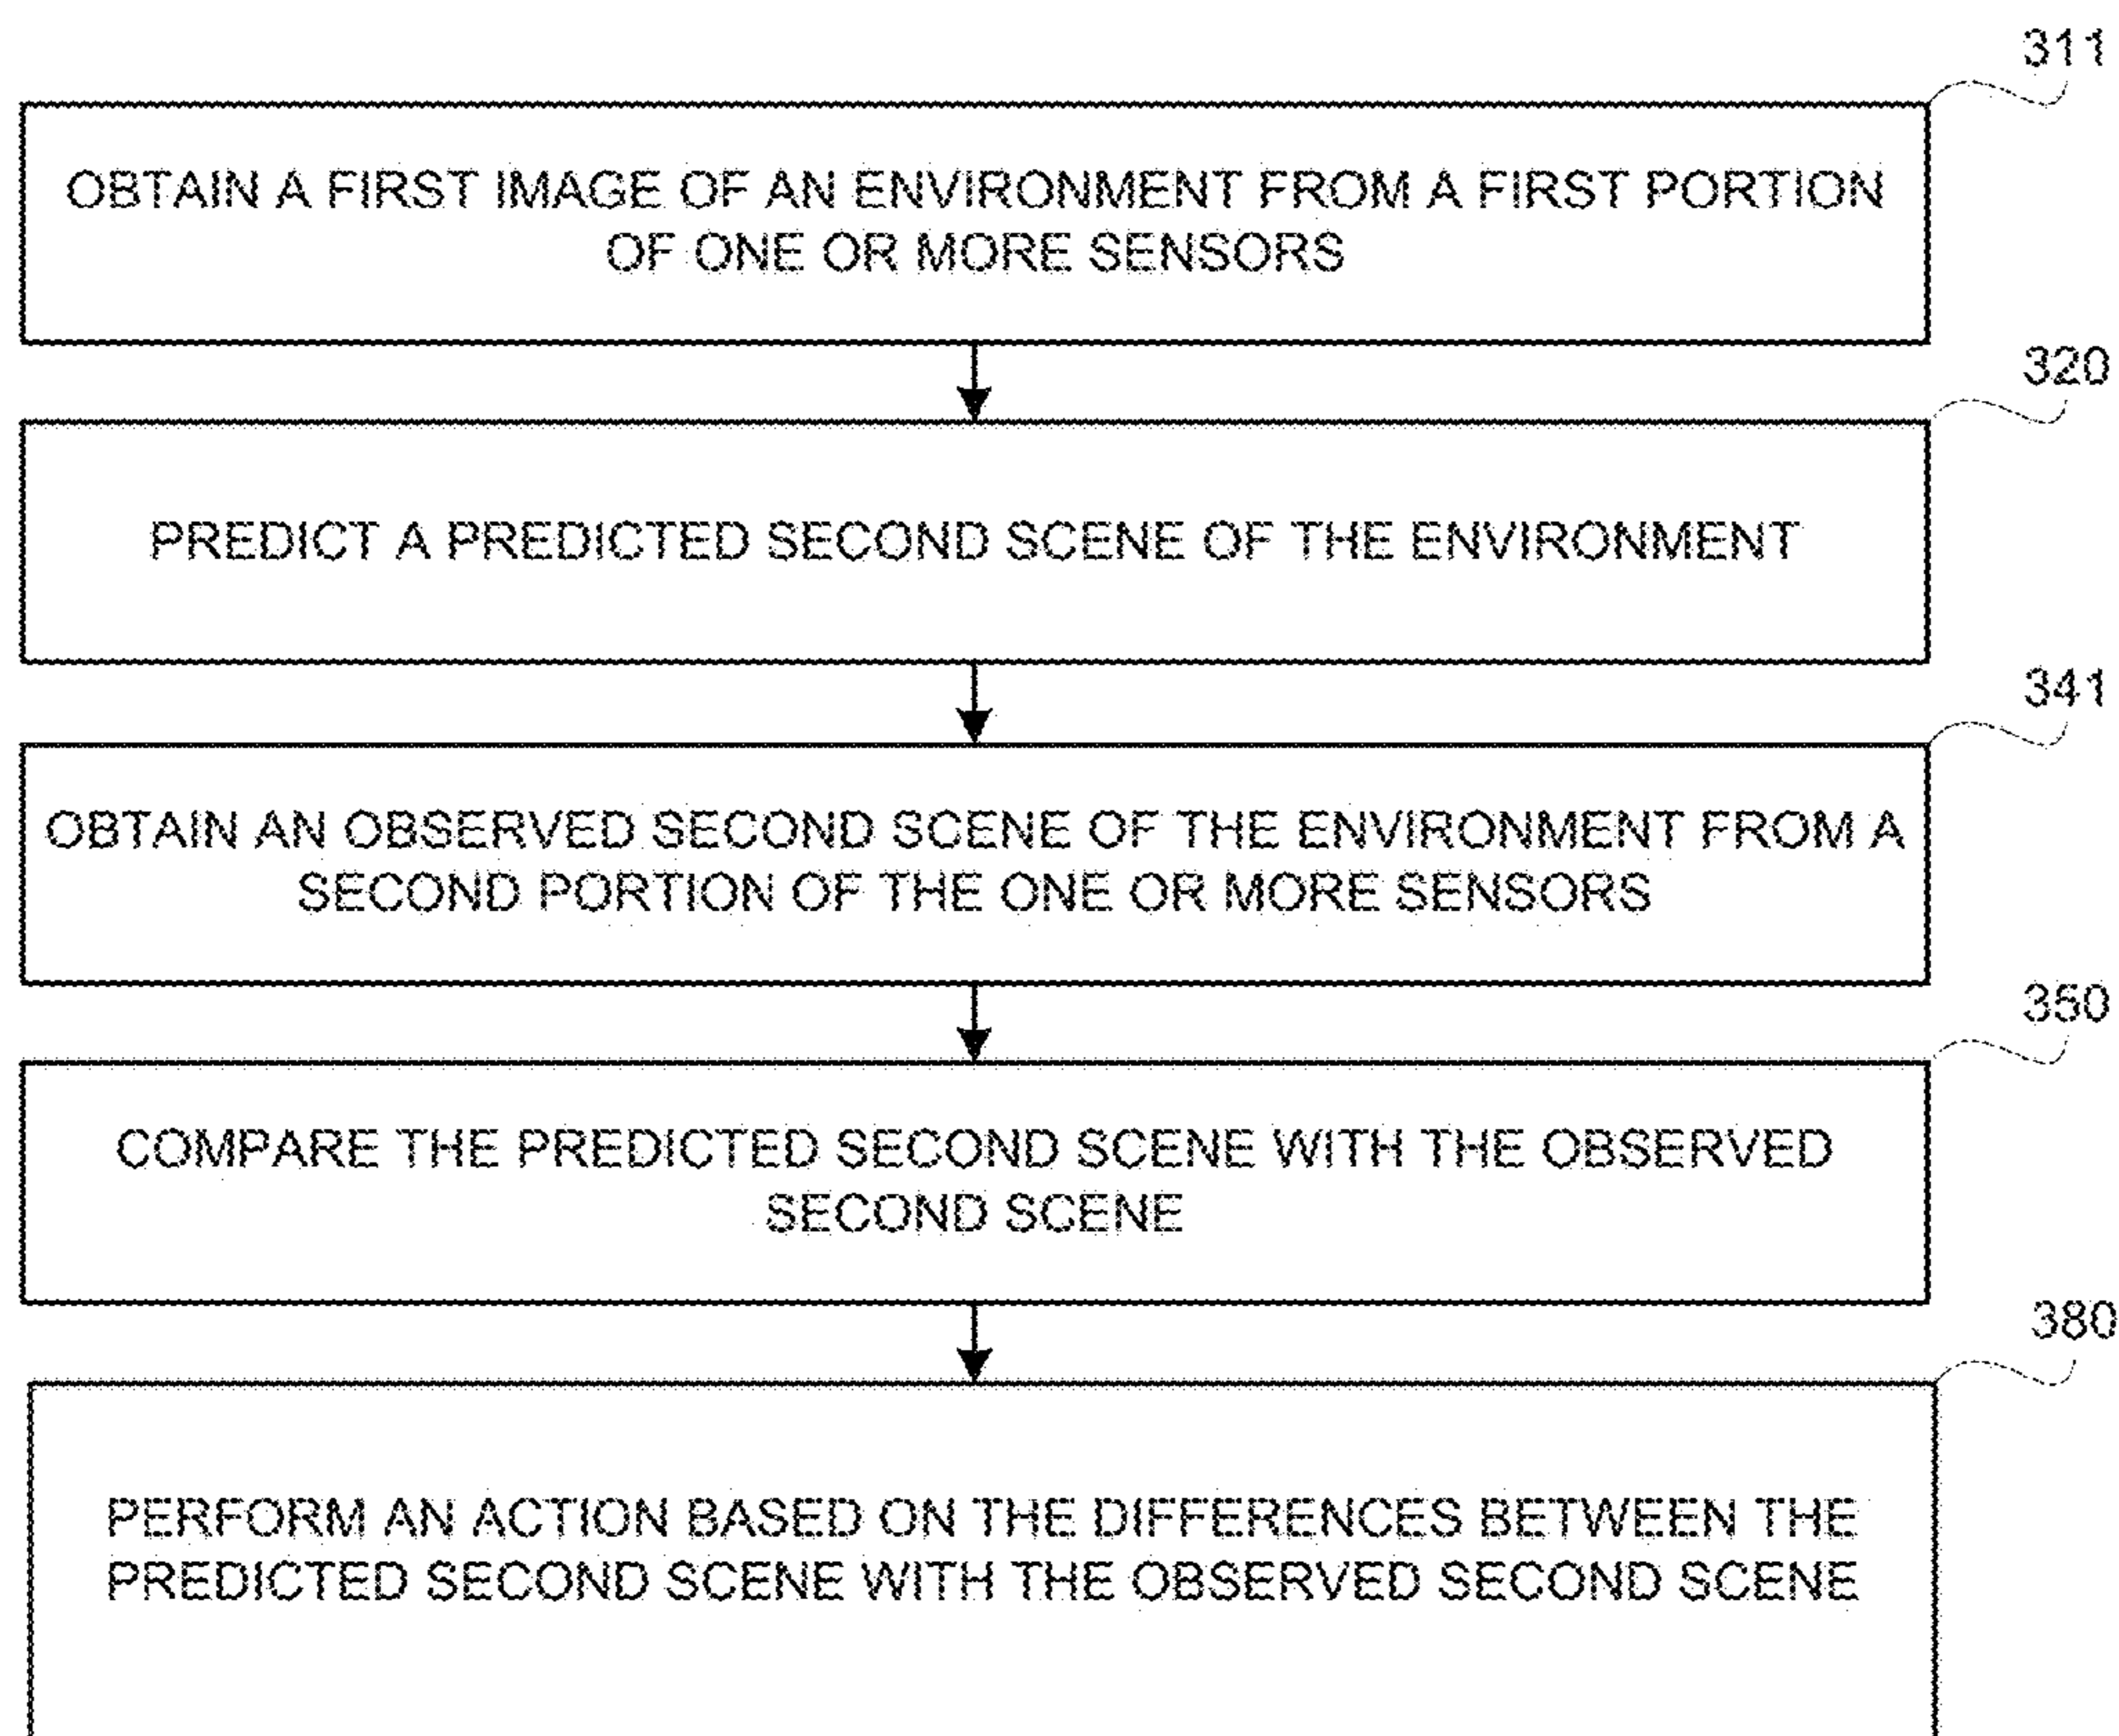 311
OBTAIN A FIRST IMAGE OF AN ENVIRONMENT FROM A FIRST PORTION
OF ONE OR MORE SENSORS
320
PREDICT A PREDICTED SECOND SCENE OF THE ENVIRONMENT
341
OBTAIN AN OBSERVED SECOND SCENE OF THE ENVIRONMENT FROM A
SECOND PORTION OF THE ONE OR MORE SENSORS
350
COMPARE THE PREDICTED SECOND SCENE WITH THE OBSERVED
SECOND SCENE
380
PERFORM AN ACTION BASED ON THE DIFFERENCES BETWEEN THE
PREDICTED SECOND SCENE WITH THE OBSERVED SECOND SCENE